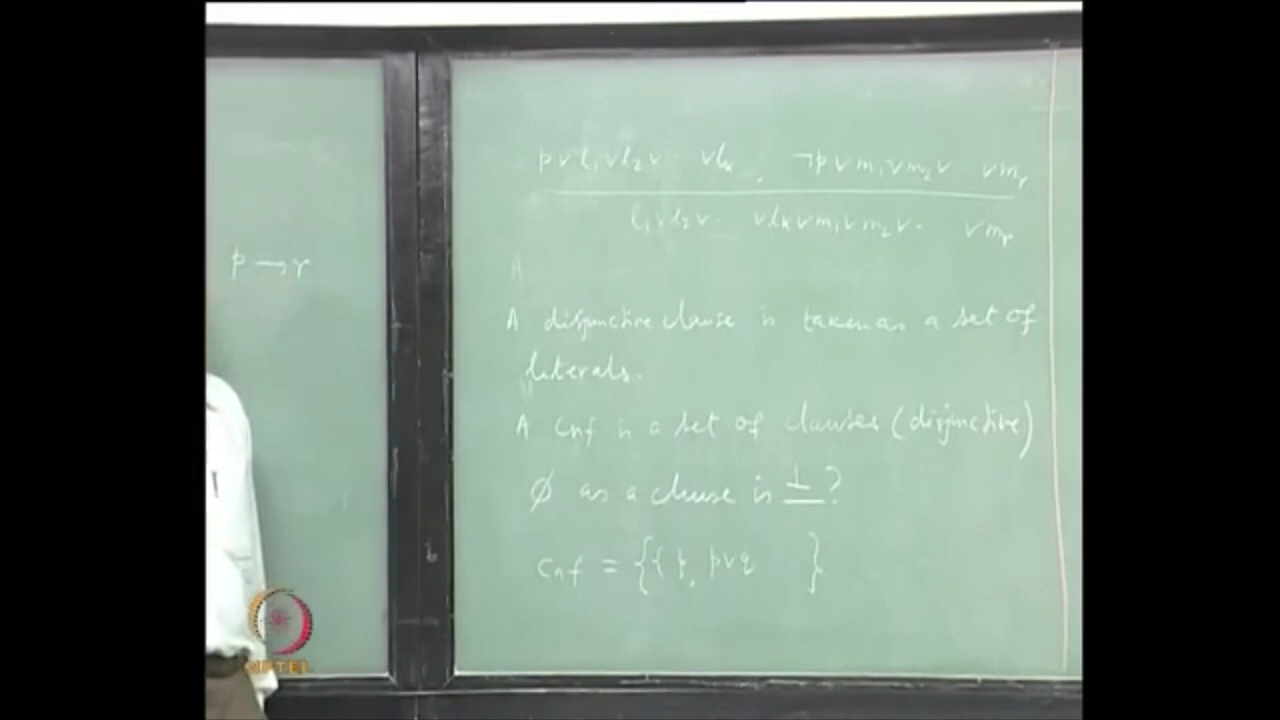 p → r
p ∨ l₁ ∨ l₂ ∨ ·· ∨ lₖ , ¬p ∨ m₁ ∨ m₂ ∨ ∨ mᵣ
l₁ ∨ l₂ ∨ ·· ∨ lₖ ∨ m₁ ∨ m₂ ∨ ·· ∨ mᵣ
A
A disjunctive clause is taken as a set of
literals.
A cnf is a set of clauses (disjunctive)
∅ as a clause is ⊥ ?
cnf = {{ p, p ∨ q }
NPTEL